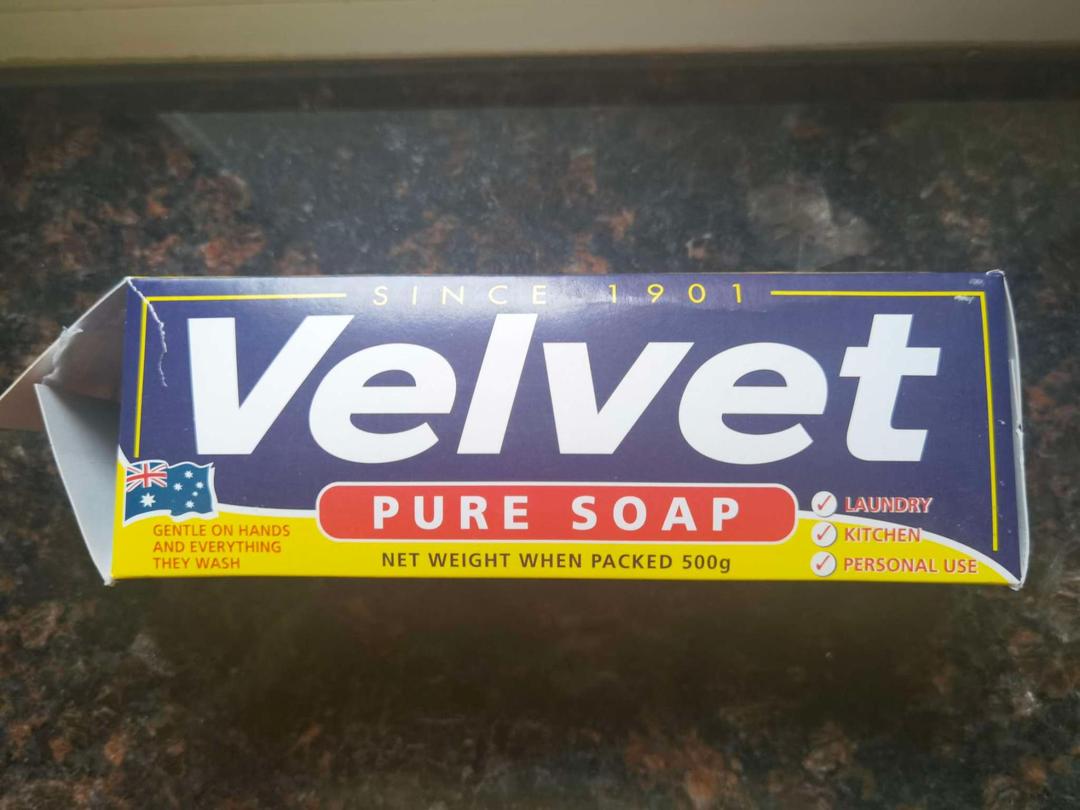 SINCE 1901
Velvet
PURE SOAP
NET WEIGHT WHEN PACKED 500g
GENTLE ON HANDS
AND EVERYTHING
THEY WASH
LAUNDRY
KITCHEN
PERSONAL USE